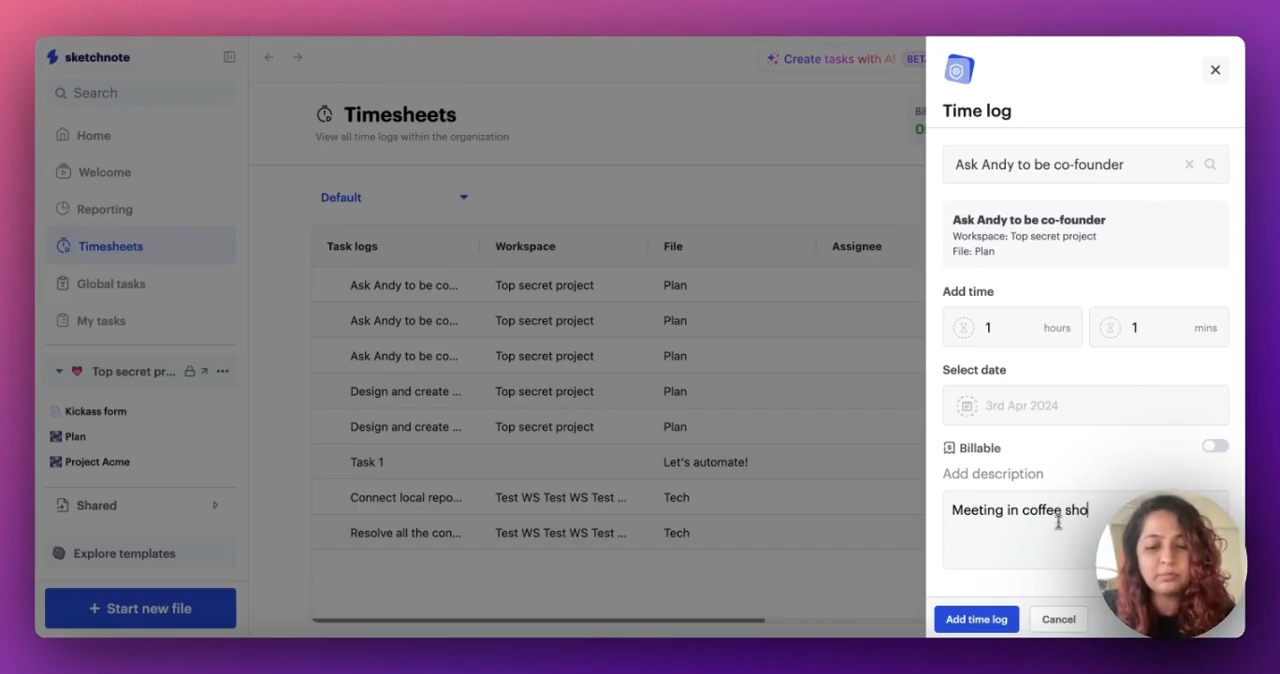 sketchnote
Search
Home
Welcome
Reporting
Timesheets
Global tasks
My tasks
Top secret pr...
Kickass form
Plan
Project Acme
Shared
Explore templates
+ Start new file
Create tasks with AI
Timesheets
View all time logs within the organization
Default
Task logs Workspace File Assignee
Ask Andy to be co... Top secret project Plan
Ask Andy to be co... Top secret project Plan
Ask Andy to be co... Top secret project Plan
Design and create ... Top secret project Plan
Design and create ... Top secret project Plan
Task 1 Let's automate!
Connect local repo... Test WS Test WS Test ... Tech
Resolve all the con... Test WS Test WS Test ... Tech
Time log
Ask Andy to be co-founder
Ask Andy to be co-founder
Workspace: Top secret project
File: Plan
Add time
1 hours 1 mins
Select date
3rd Apr 2024
Billable
Add description
Meeting in coffee sho
Add time log Cancel